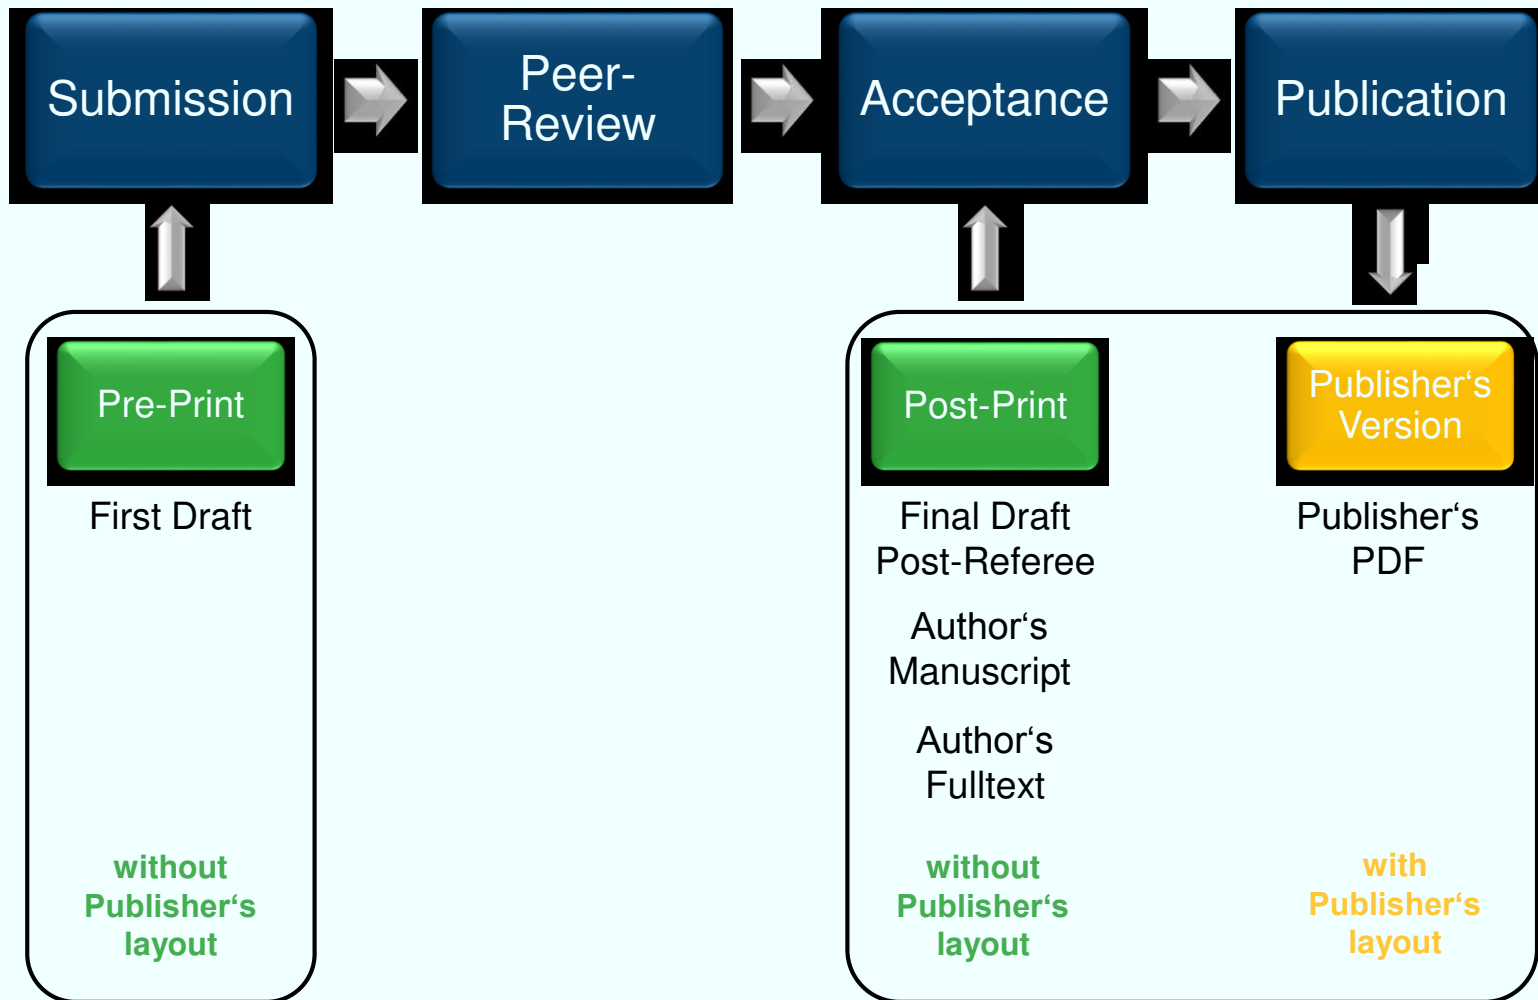 Submission
Peer-
Review
Acceptance
Publication
Pre-Print
First Draft
without
Publisher‘s
layout
Post-Print
Final Draft
Post-Referee
Author‘s
Manuscript
Author‘s
Fulltext
without
Publisher‘s
layout
Publisher‘s
Version
Publisher‘s
PDF
with
Publisher‘s
layout